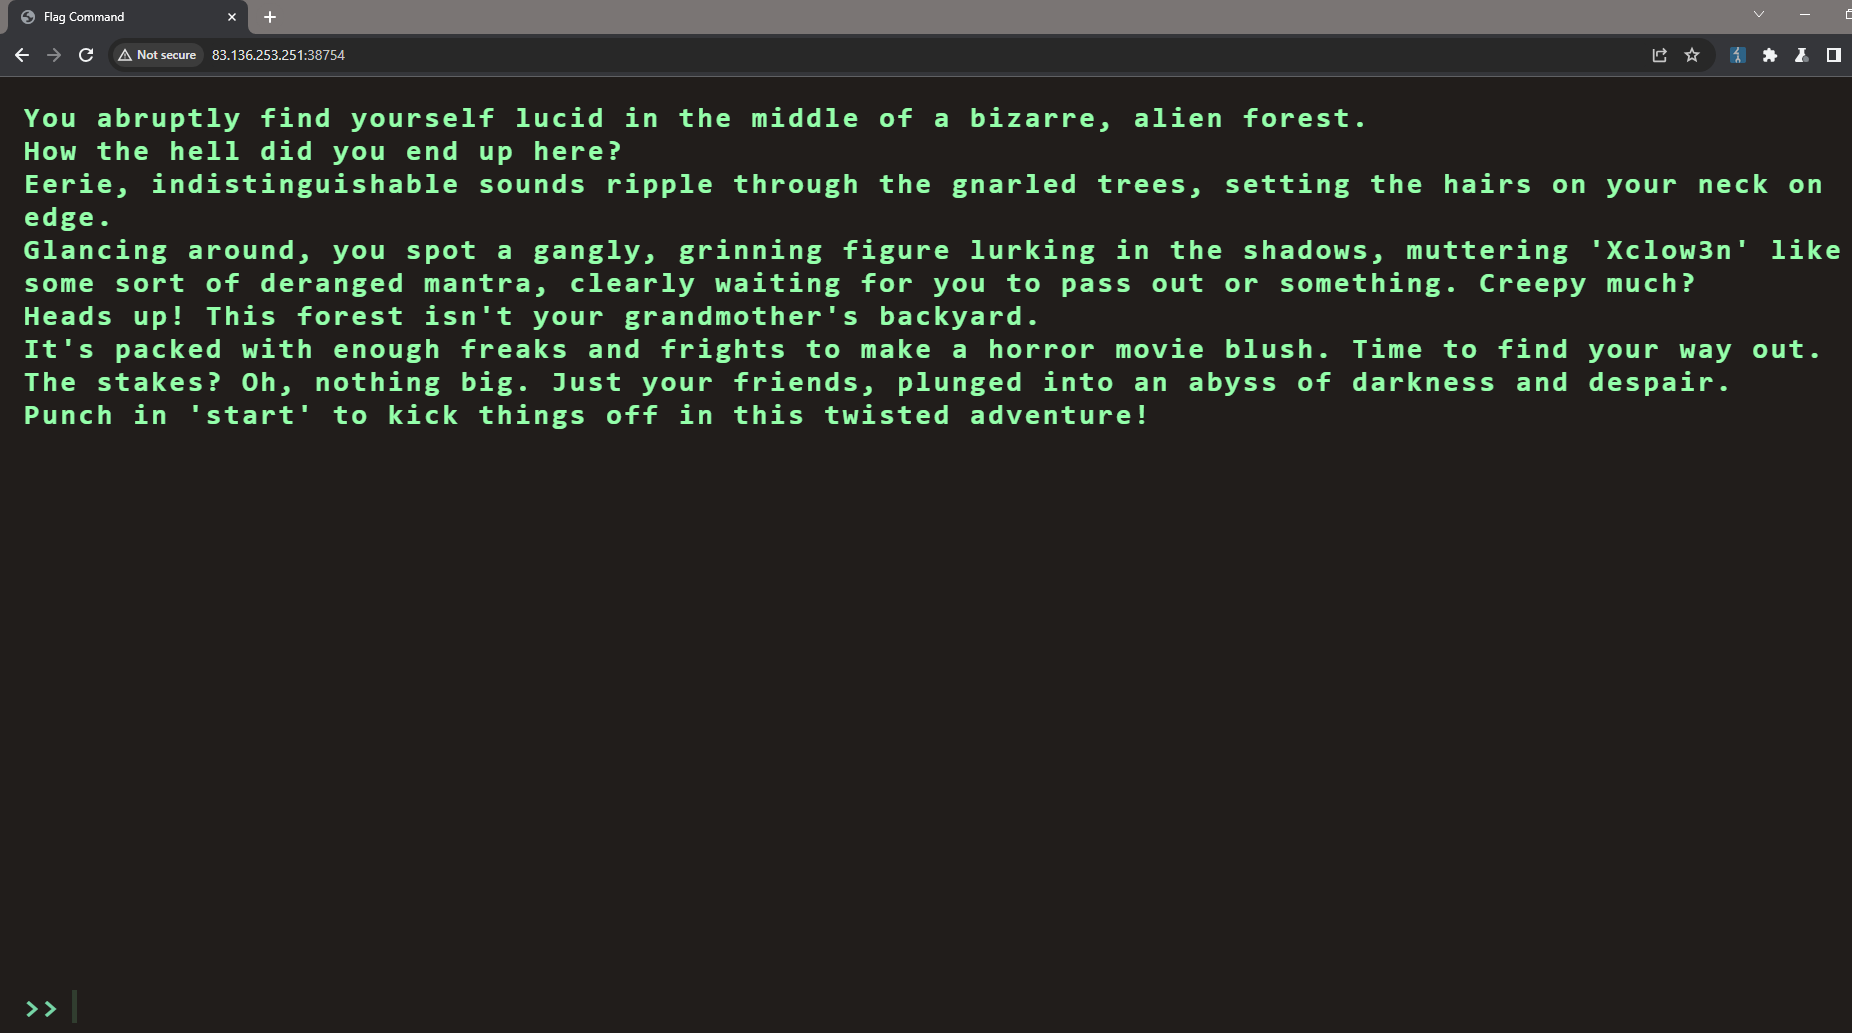 Flag Command
Not secure
83.136.253.251:38754
You abruptly find yourself lucid in the middle of a bizarre, alien forest.
How the hell did you end up here?
Eerie, indistinguishable sounds ripple through the gnarled trees, setting the hairs on your neck on
edge.
Glancing around, you spot a gangly, grinning figure lurking in the shadows, muttering 'Xclow3n' like
some sort of deranged mantra, clearly waiting for you to pass out or something. Creepy much?
Heads up! This forest isn't your grandmother's backyard.
It's packed with enough freaks and frights to make a horror movie blush. Time to find your way out.
The stakes? Oh, nothing big. Just your friends, plunged into an abyss of darkness and despair.
Punch in 'start' to kick things off in this twisted adventure!
>>